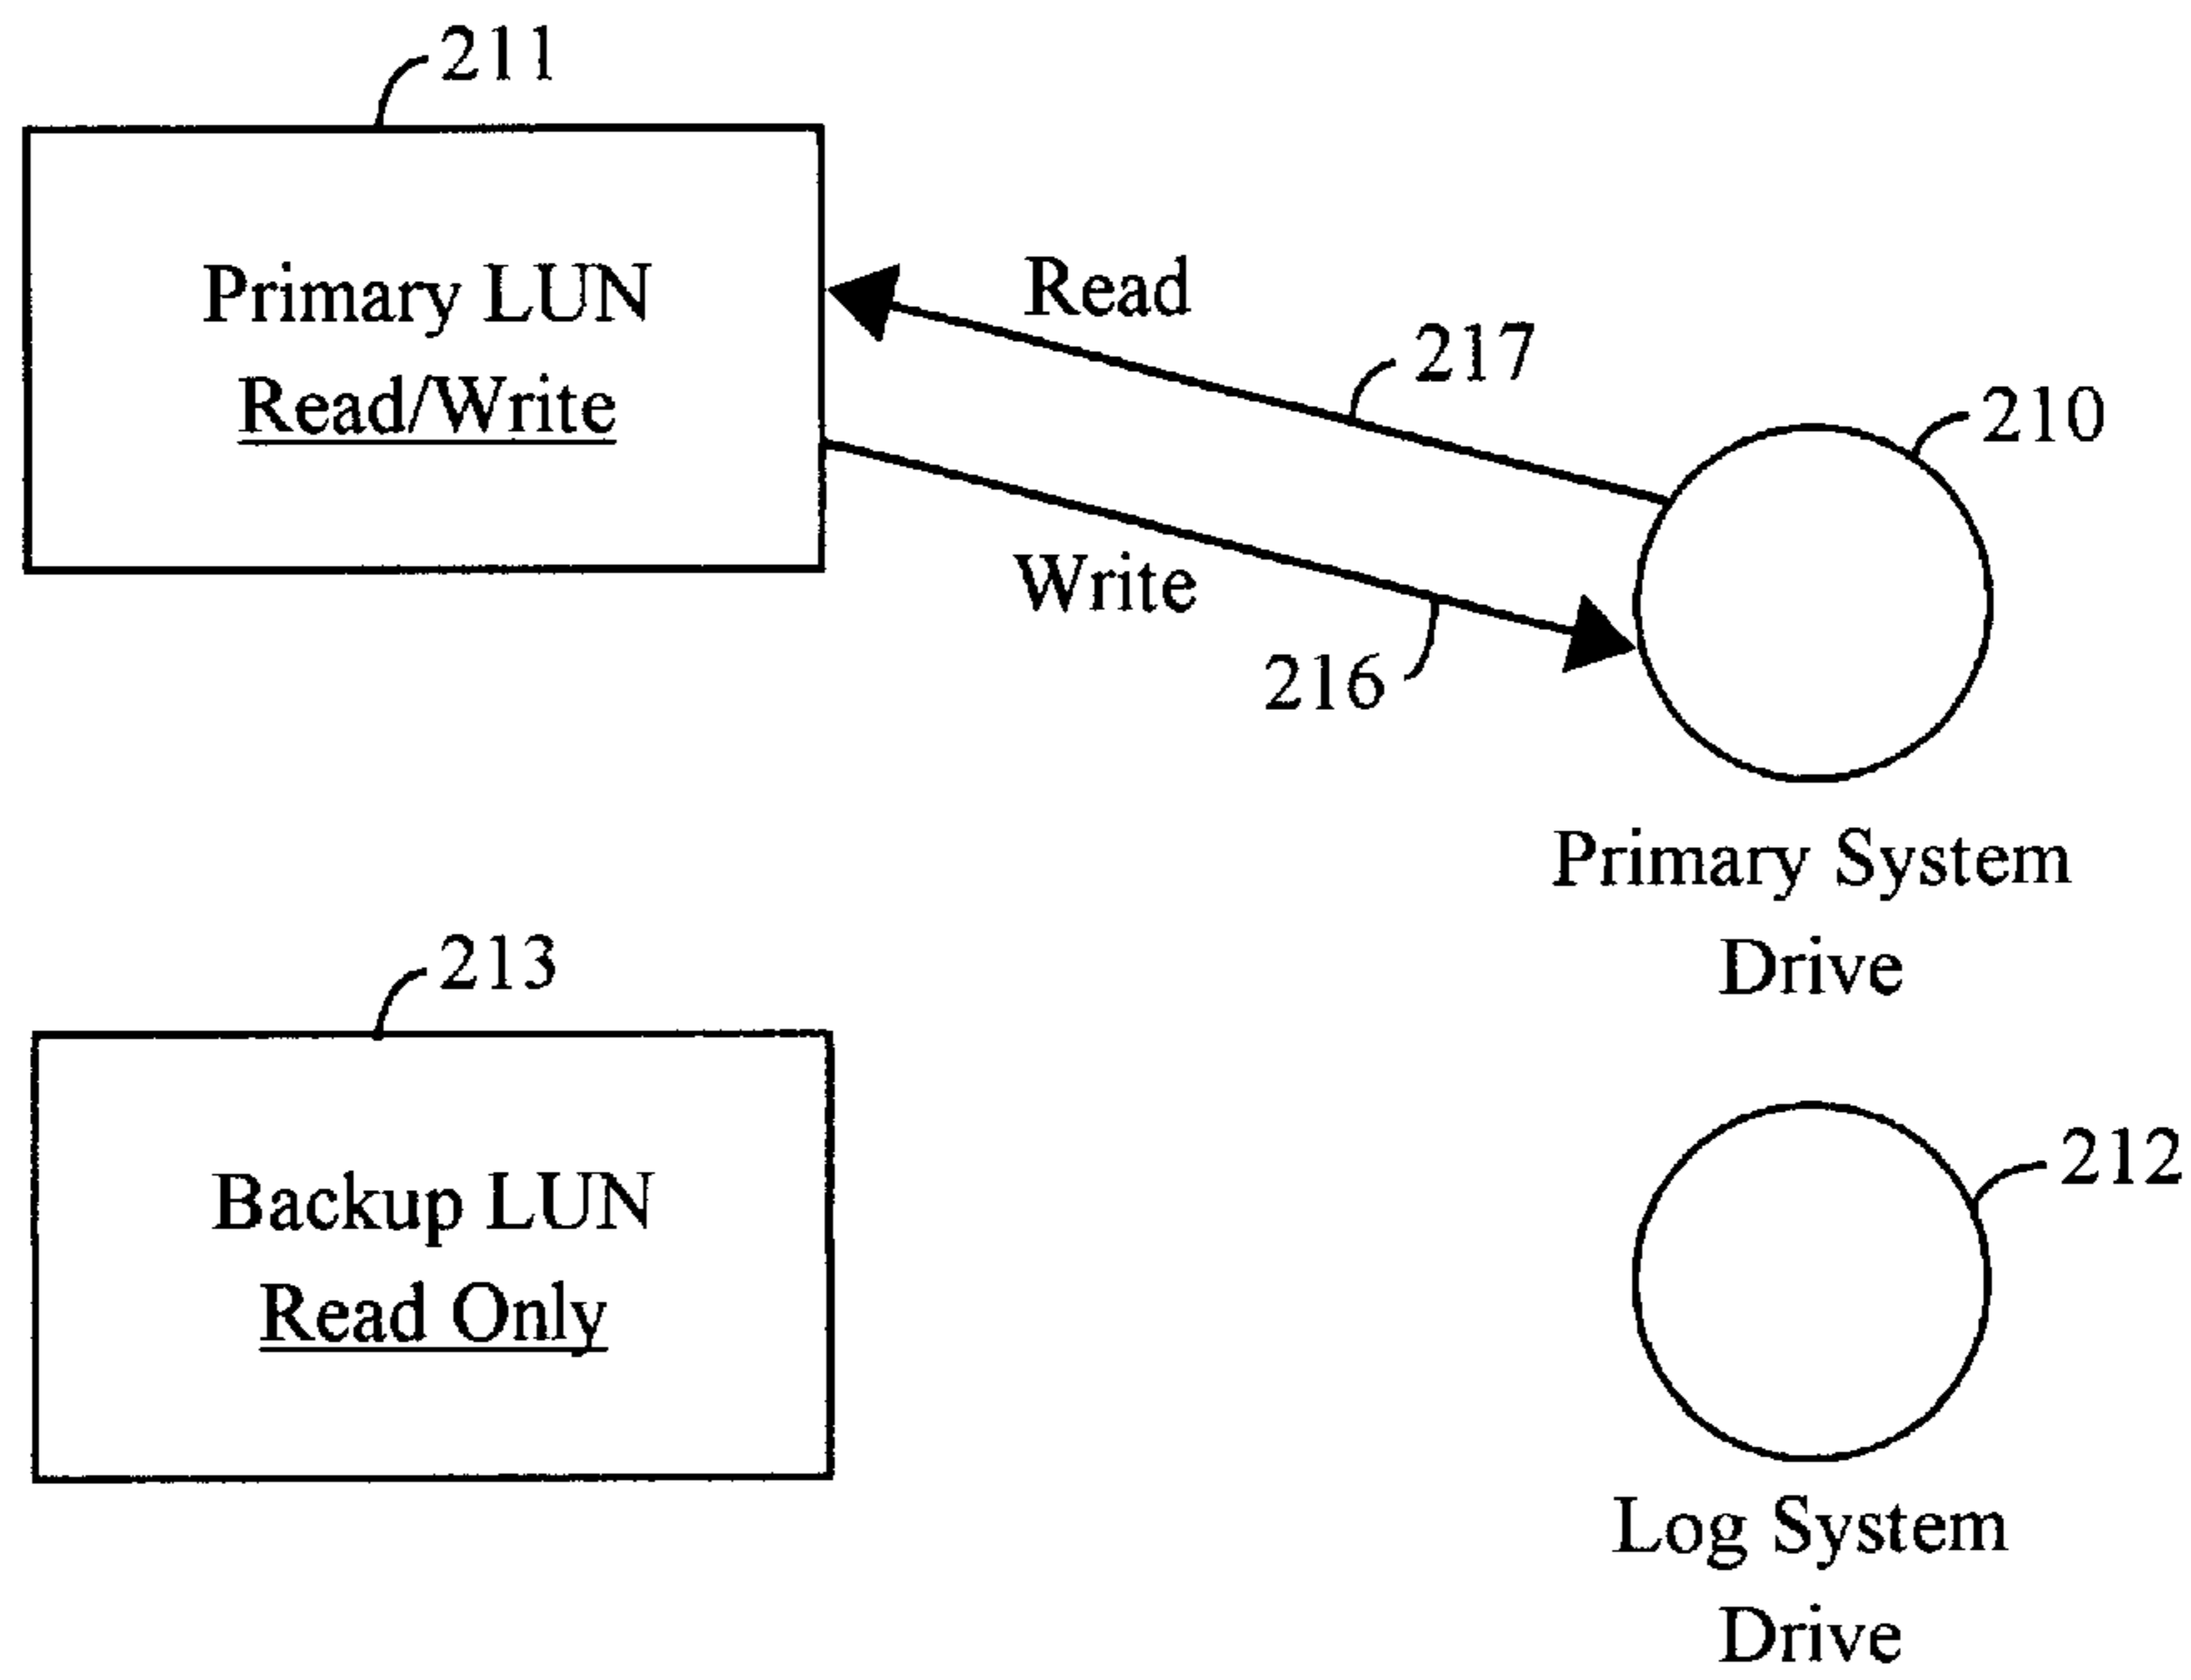 211
Primary LUN
Read/Write
Read
217
210
Write
216
Primary System
Drive
213
Backup LUN
Read Only
212
Log System
Drive